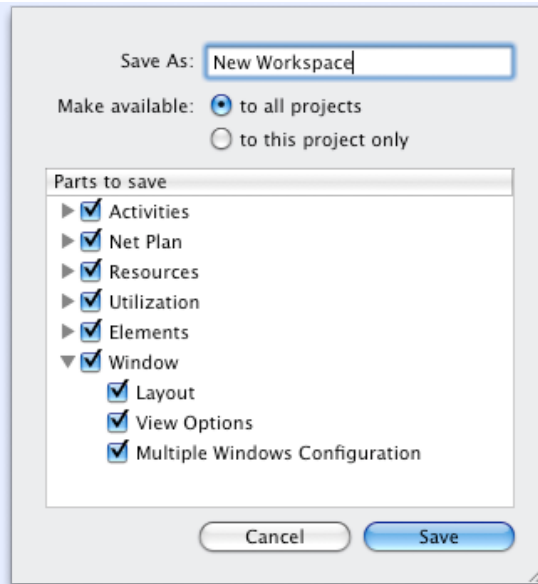 Save As: New Workspace
Make available: to all projects
to this project only
Parts to save
Activities
Net Plan
Resources
Utilization
Elements
Window
Layout
View Options
Multiple Windows Configuration
Cancel Save